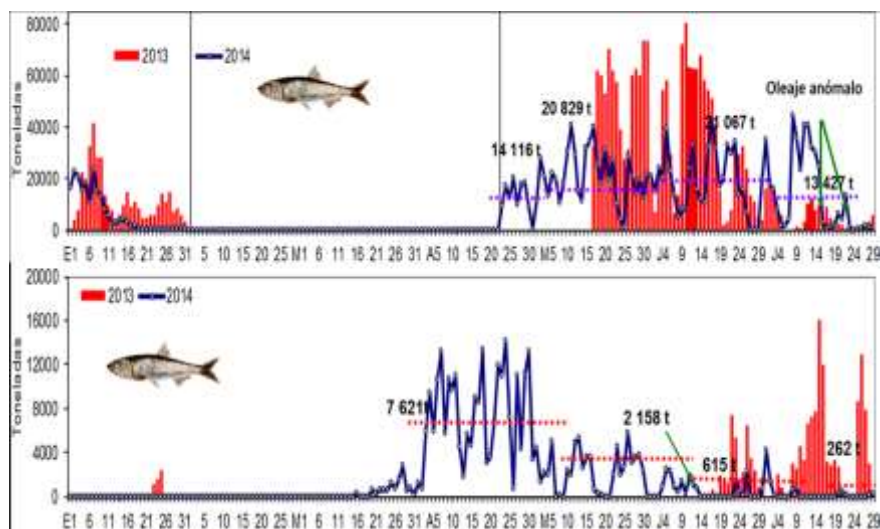 80000
60000
40000
20000
0
Toneladas
2013 2014
Oleaje anómalo
20 829 t
14 116 t
21 067 t
13 427 t
E1 6 11 16 21 26 31 5 10 15 20 25 M1 6 11 16 21 26 31 A5 10 15 20 25 30 M5 10 15 20 25 30 J4 9 14 19 24 29 J4 9 14 19 24 29
20000
16000
12000
8000
4000
0
Toneladas
2013 2014
7 621t
2 158 t
615 t
262 t
E1 6 11 16 21 26 31 5 10 15 20 25 M1 6 11 16 21 26 31 A5 10 15 20 25 30 M5 10 15 20 25 30 J4 9 14 19 24 29 J4 9 14 19 24 29